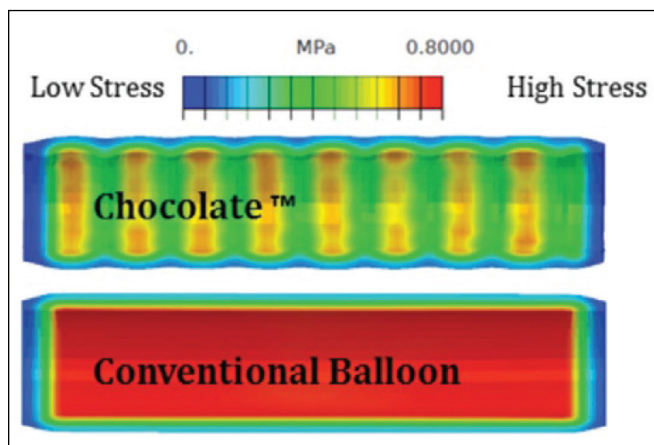 0. MPa 0.8000
Low Stress High Stress
Chocolate™
Conventional Balloon